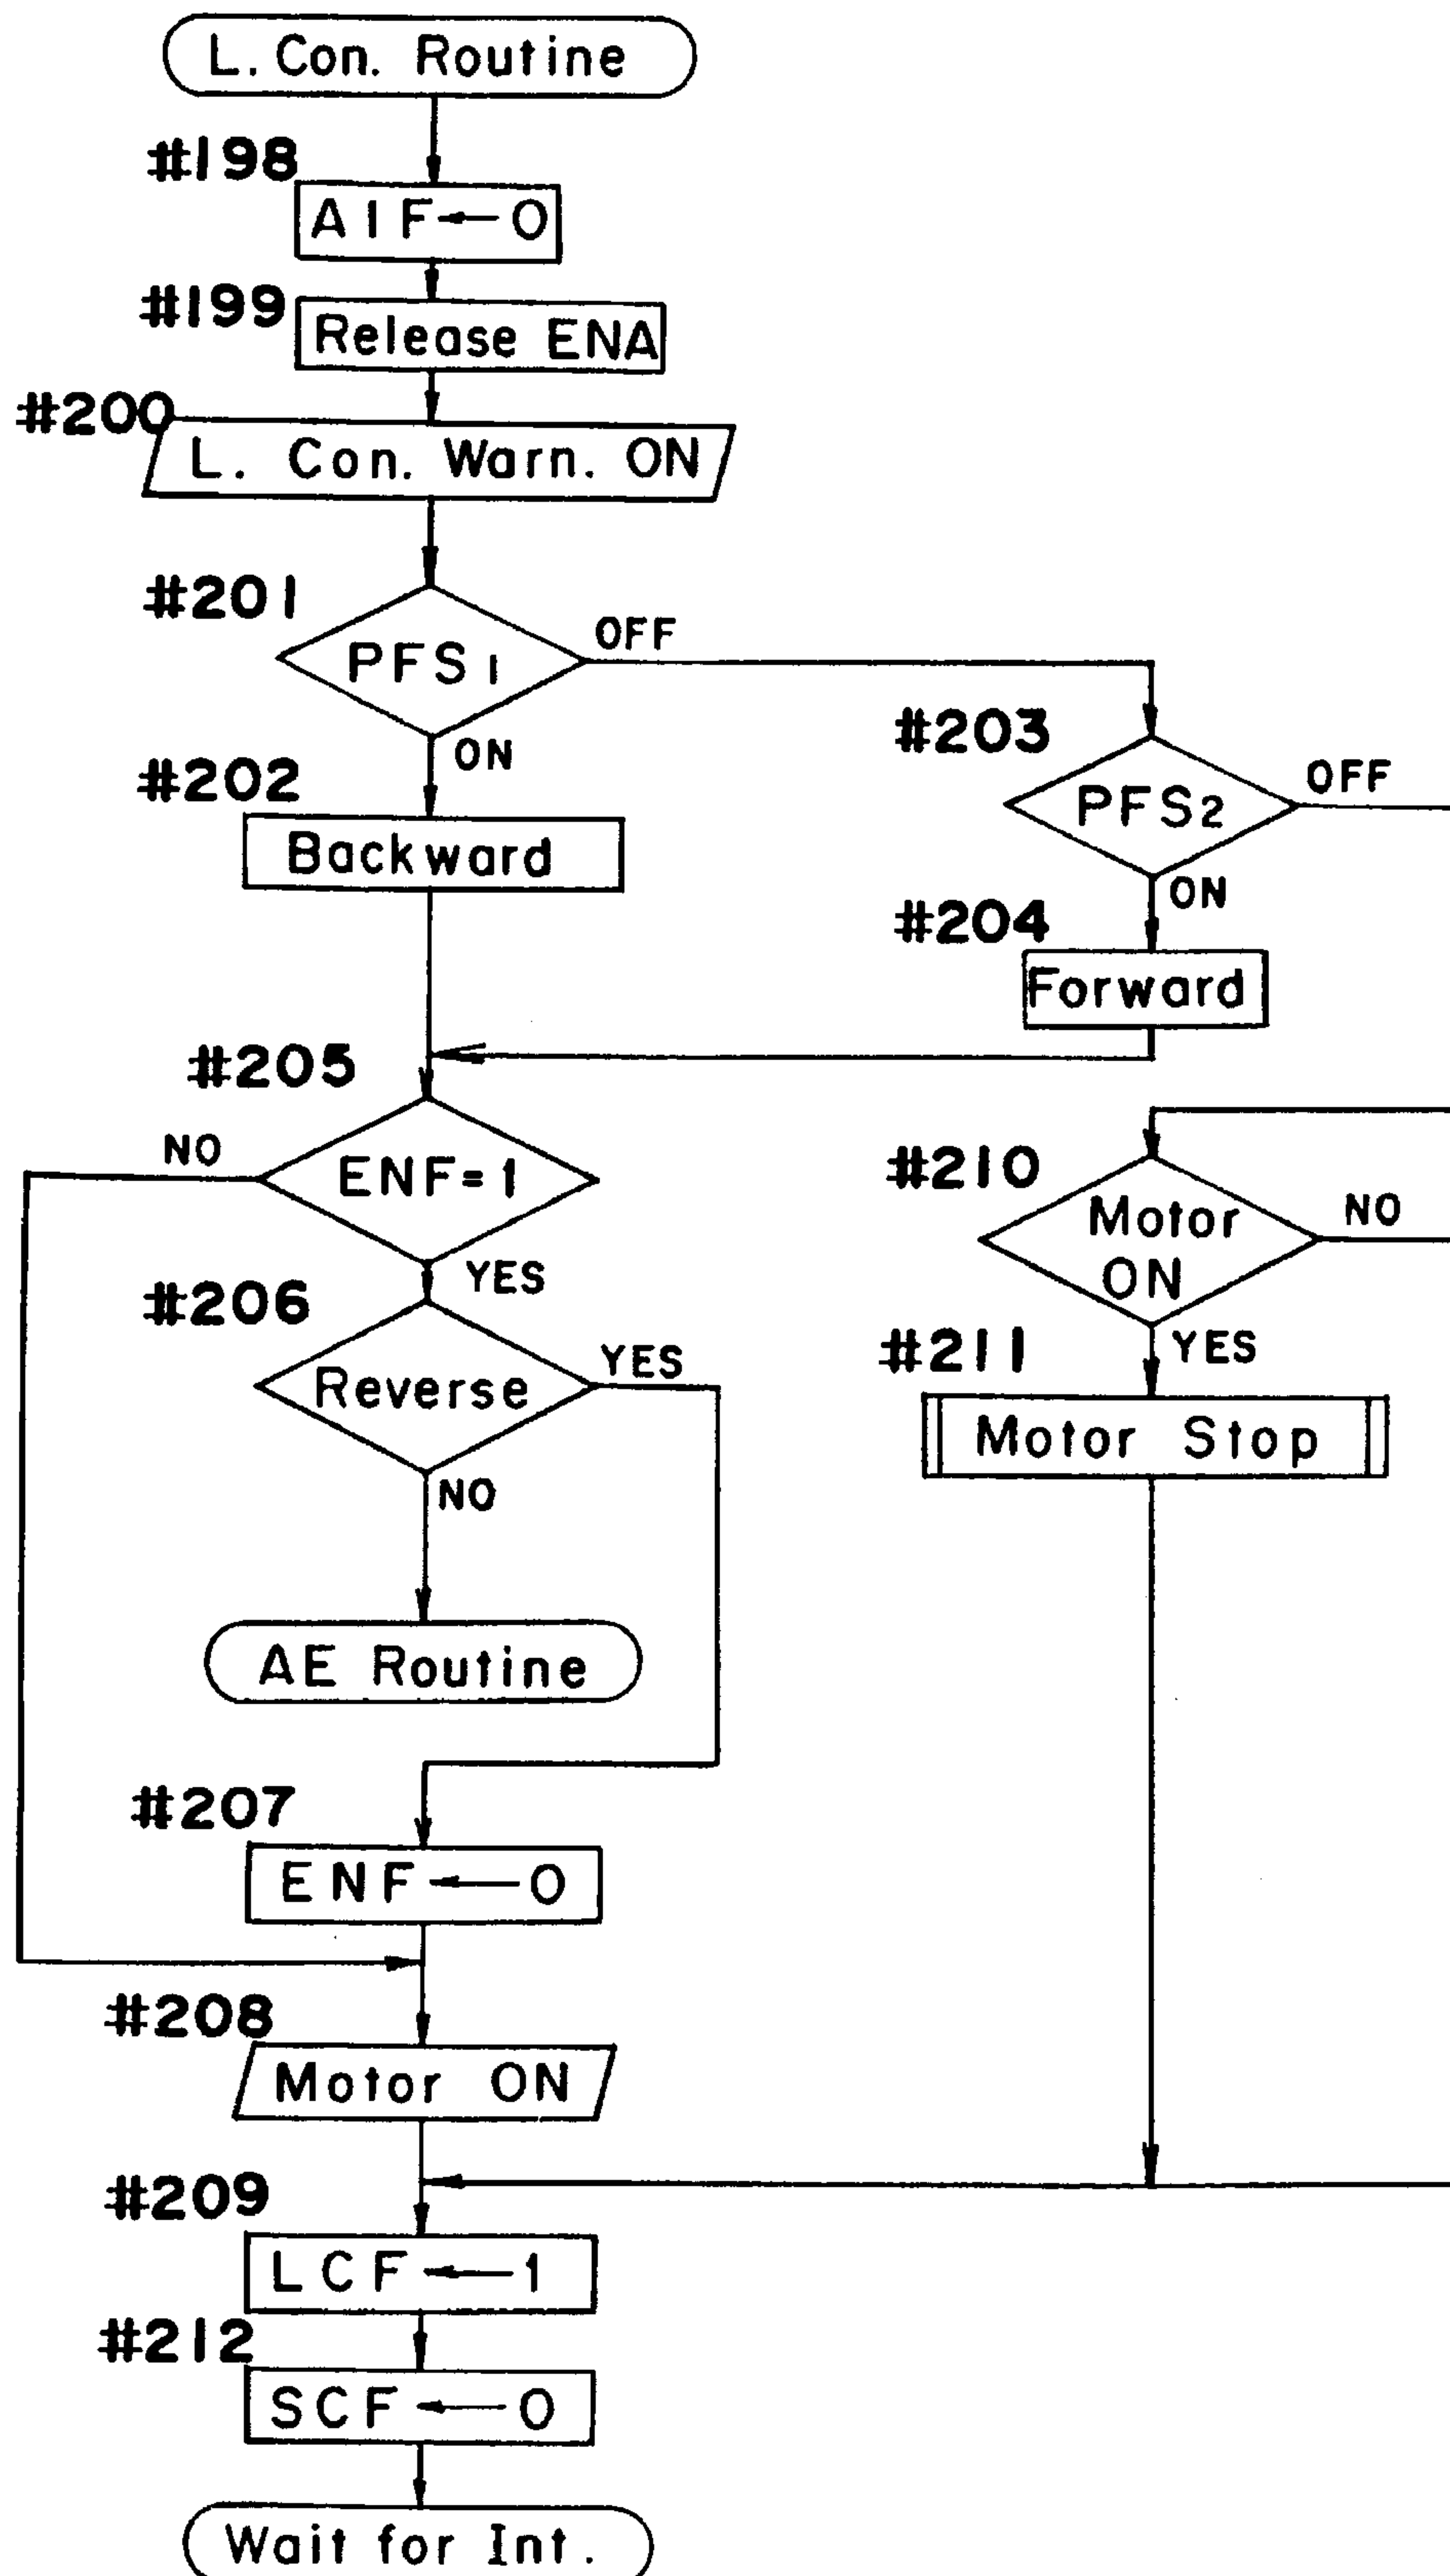 L. Con. Routine
#198
AIF←0
#199
Release ENA
#200
L. Con. Warn. ON
#201
PFS1
OFF
ON
#202
Backward
#203
PFS2
OFF
ON
#204
Forward
#205
NO
ENF=1
YES
#206
Reverse
YES
NO
AE Routine
#210
Motor
ON
NO
YES
#211
Motor Stop
#207
ENF←0
#208
Motor ON
#209
LCF←1
#212
SCF←0
Wait for Int.